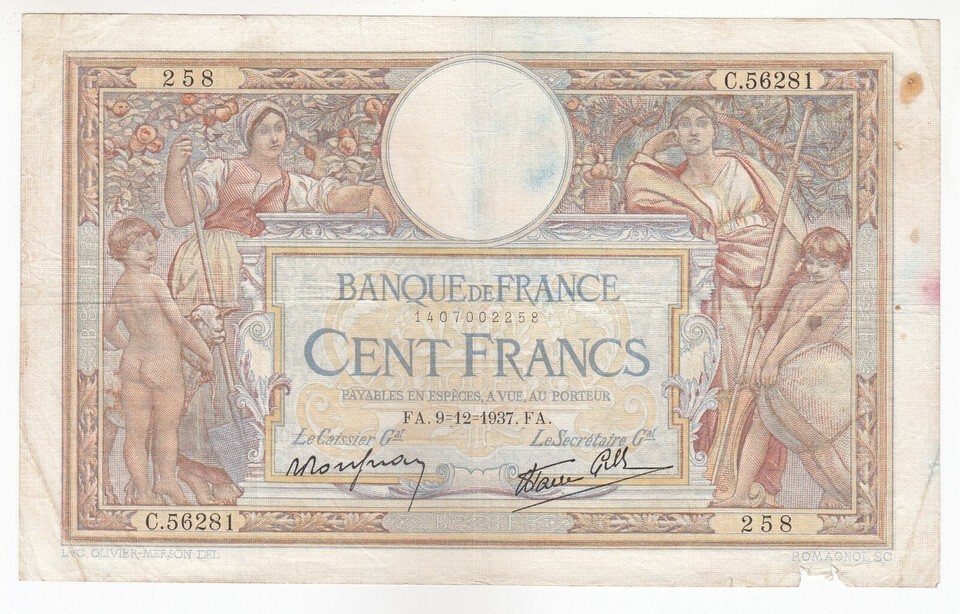 258
C.56281
BANQUE DE FRANCE
1407002258
CENT FRANCS
PAYABLES EN ESPÈCES, A VUE, AU PORTEUR
FA. 9=12=1937. FA.
Le Caissier Gal
Le Secrétaire Gal
C.56281
258
LUC. OLIVIER-MERSON DEL.
ROMAGNOL SC